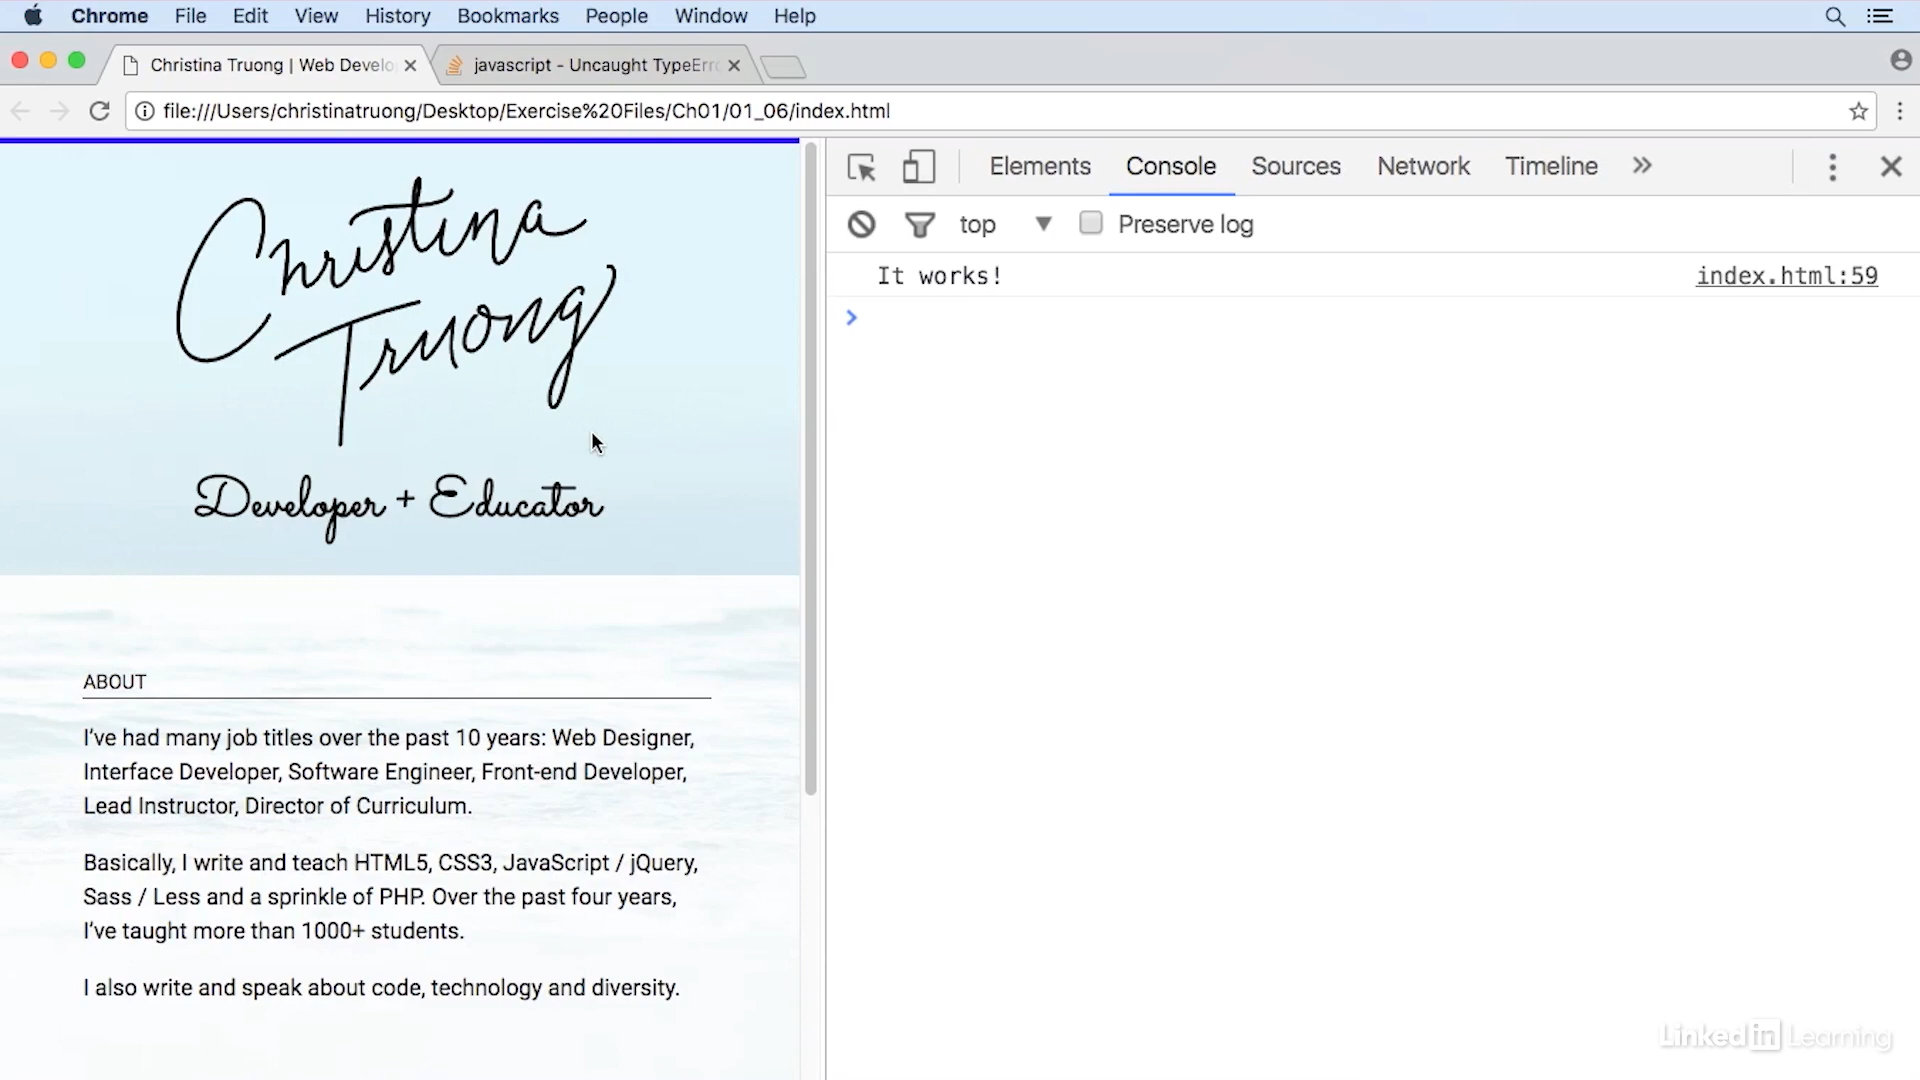 Chrome File Edit View History Bookmarks People Window Help
Christina Truong | Web Develo
javascript - Uncaught TypeErr
file:///Users/christinatruong/Desktop/Exercise%20Files/Ch01/01_06/index.html
Christina
Truong
Developer + Educator
ABOUT
I’ve had many job titles over the past 10 years: Web Designer,
Interface Developer, Software Engineer, Front-end Developer,
Lead Instructor, Director of Curriculum.
Basically, I write and teach HTML5, CSS3, JavaScript / jQuery,
Sass / Less and a sprinkle of PHP. Over the past four years,
I’ve taught more than 1000+ students.
I also write and speak about code, technology and diversity.
Elements Console Sources Network Timeline
top Preserve log
It works! index.html:59
LinkedIn Learning